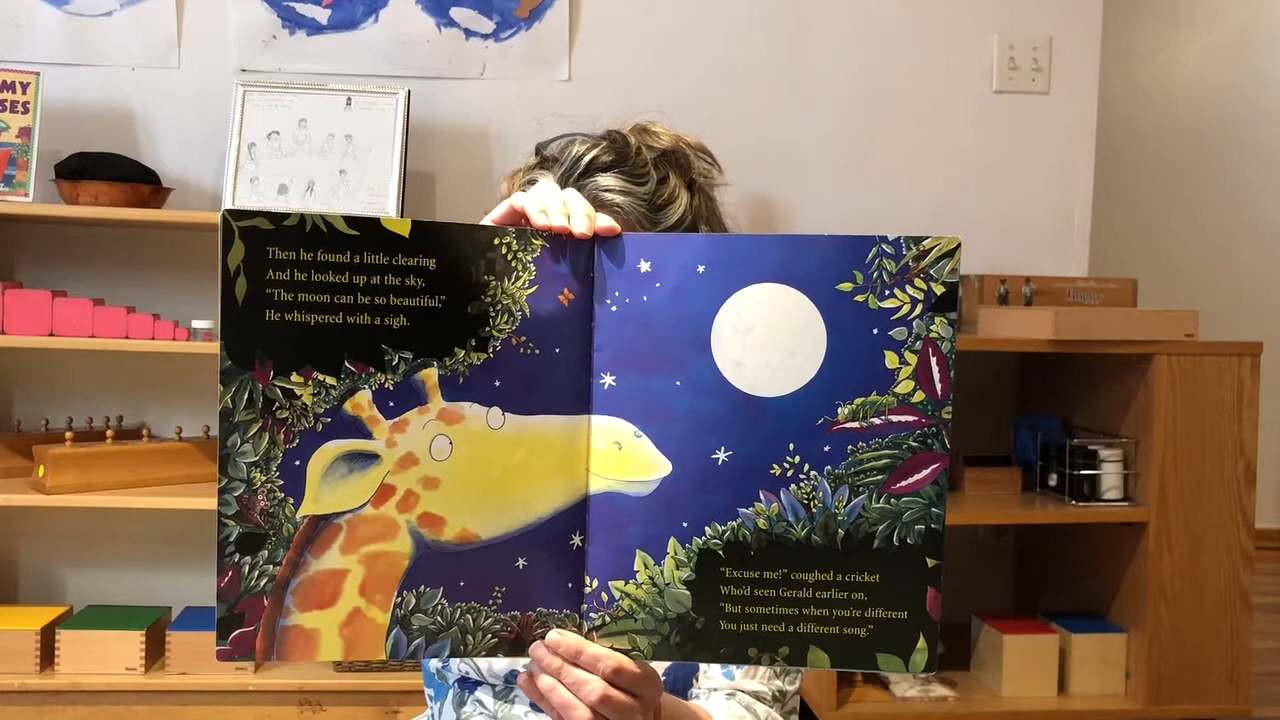 MY
SES
Then he found a little clearing
And he looked up at the sky,
“The moon can be so beautiful,”
He whispered with a sigh.
“Excuse me!” coughed a cricket
Who’d seen Gerald earlier on,
“But sometimes when you’re different
You just need a different song.”